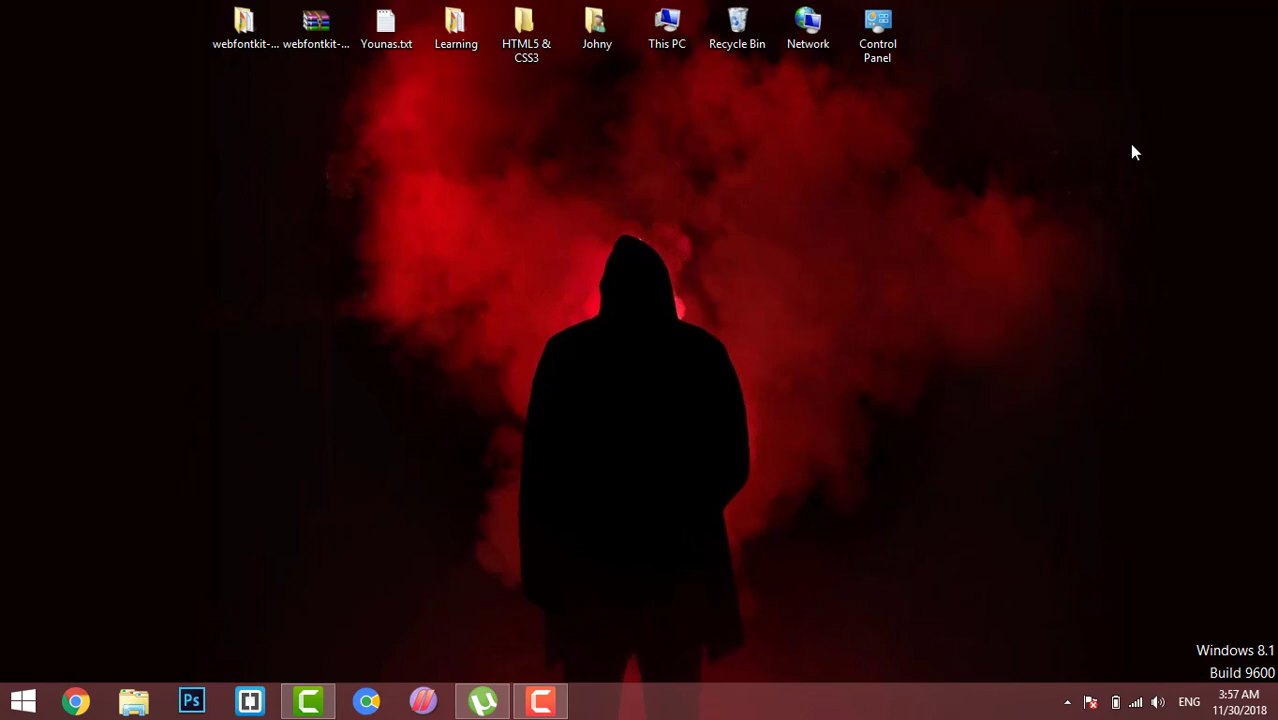 webfontkit-...
webfontkit-...
Younas.txt
Learning
HTML5 &
CSS3
Johny
This PC
Recycle Bin
Network
Control
Panel
Windows 8.1
Build 9600
Ps
ENG
3:57 AM
11/30/2018